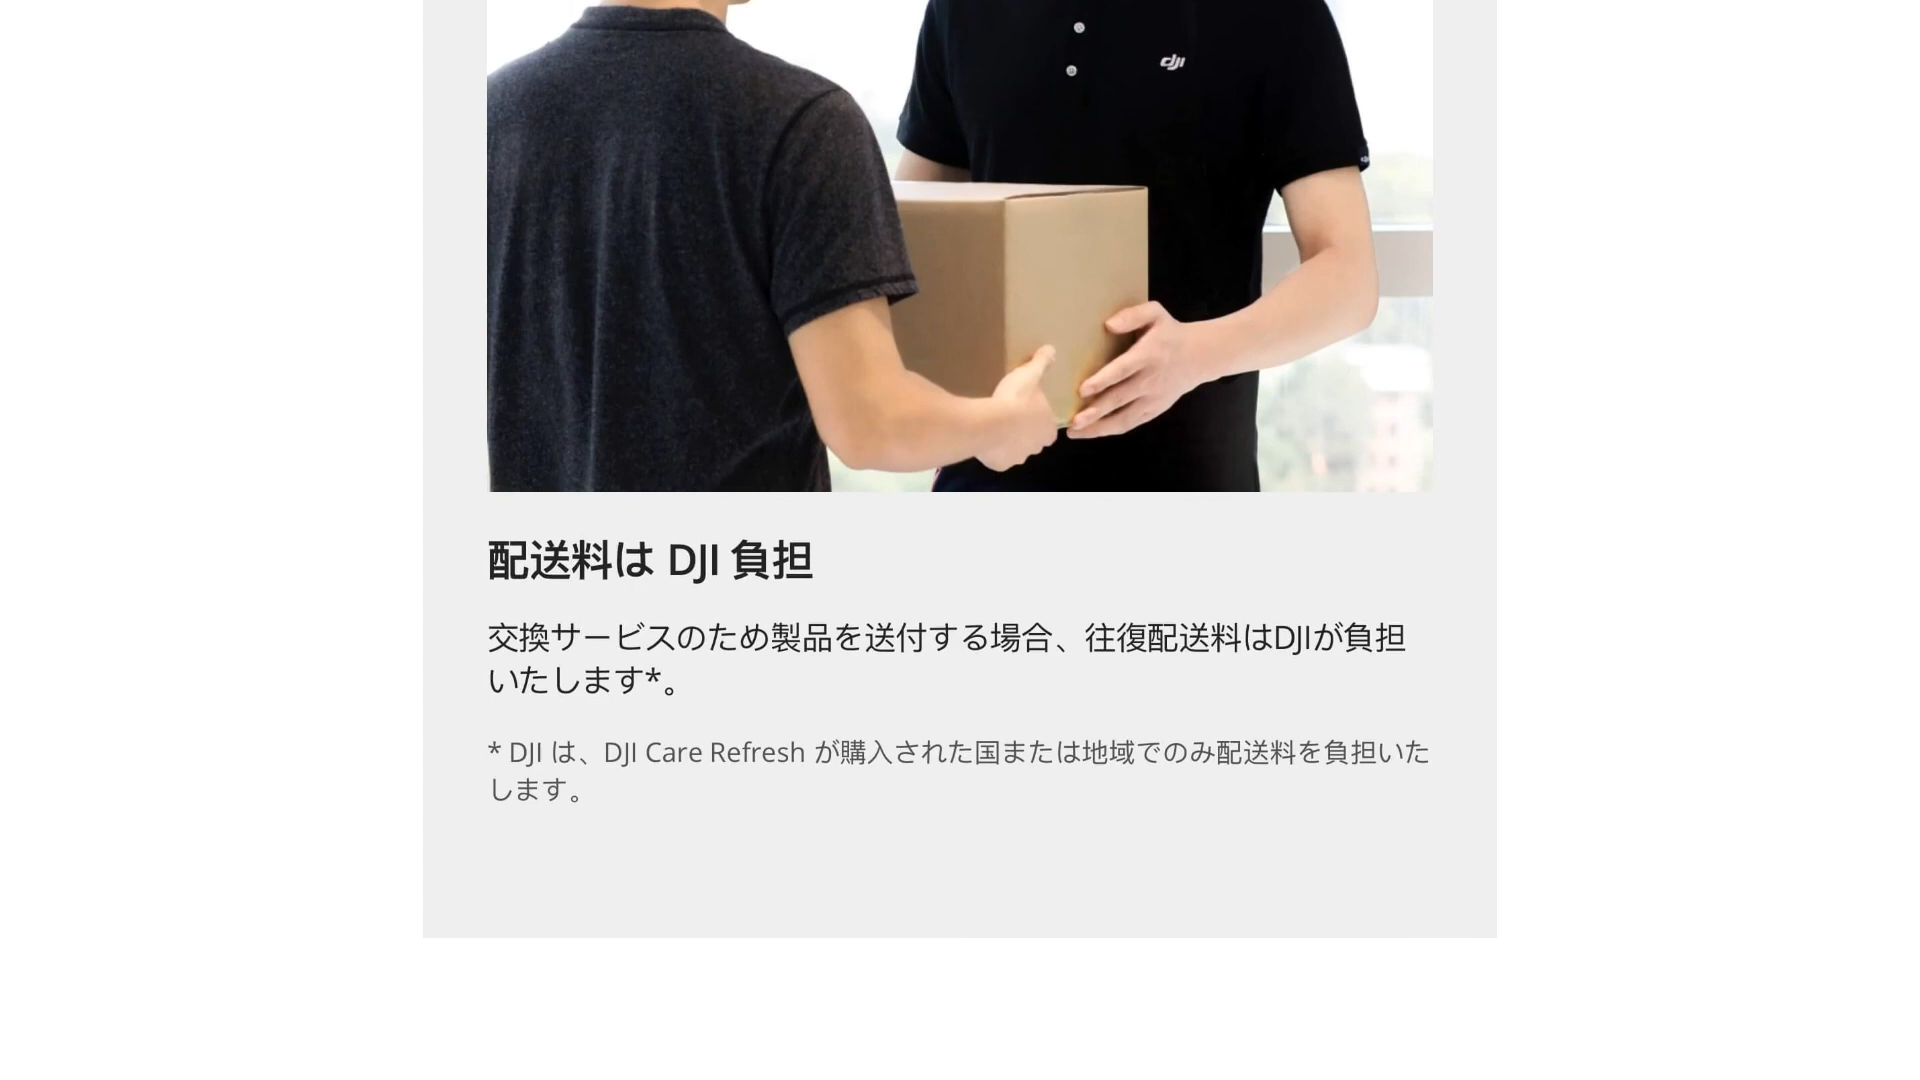 dji
配送料は DJI 負担
交換サービスのため製品を送付する場合、往復配送料はDJIが負担
いたします*。
* DJI は、DJI Care Refresh が購入された国または地域でのみ配送料を負担いた
します。